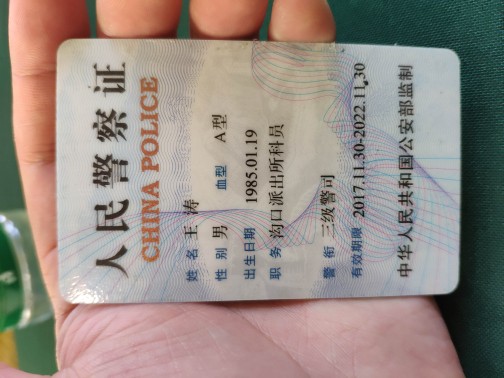 人民警察证
CHINA POLICE
姓名 王 涛
性别 男 血型 A型
出生日期 1985.01.19
职务 沟口派出所科员
警衔 三级警司
有效期限 2017.11.30-2022.11.30
中华人民共和国公安部监制